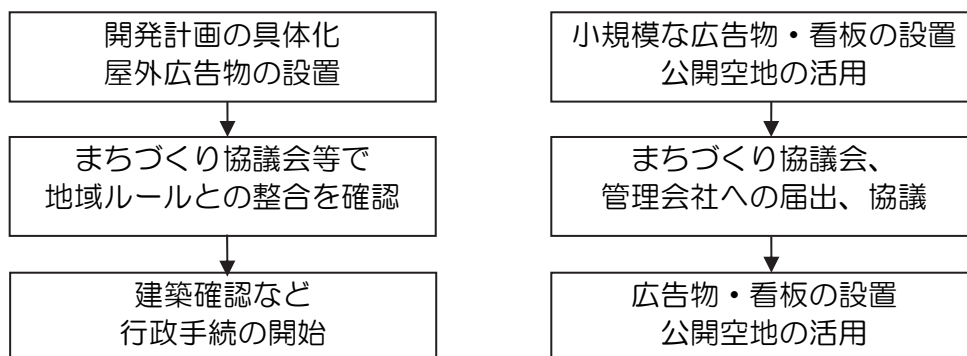 開発計画の具体化
屋外広告物の設置
まちづくり協議会等で
地域ルールとの整合を確認
建築確認など
行政手続の開始
小規模な広告物・看板の設置
公開空地の活用
まちづくり協議会、
管理会社への届出、協議
広告物・看板の設置
公開空地の活用